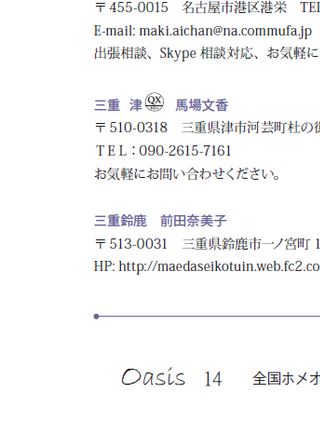 〒455-0015　名古屋市港区港栄　TEL
E-mail: maki.aichan@na.commufa.jp
出張相談、Skype 相談対応、お気軽に
三重　津 QX 馬場文香
〒510-0318　三重県津市河芸町杜の街
ＴＥＬ：090-2615-7161
お気軽にお問い合わせください。
三重鈴鹿　前田奈美子
〒513-0031　三重県鈴鹿市一ノ宮町 1
HP: http://maedaseikotuin.web.fc2.co
Oasis　14　全国ホメオ